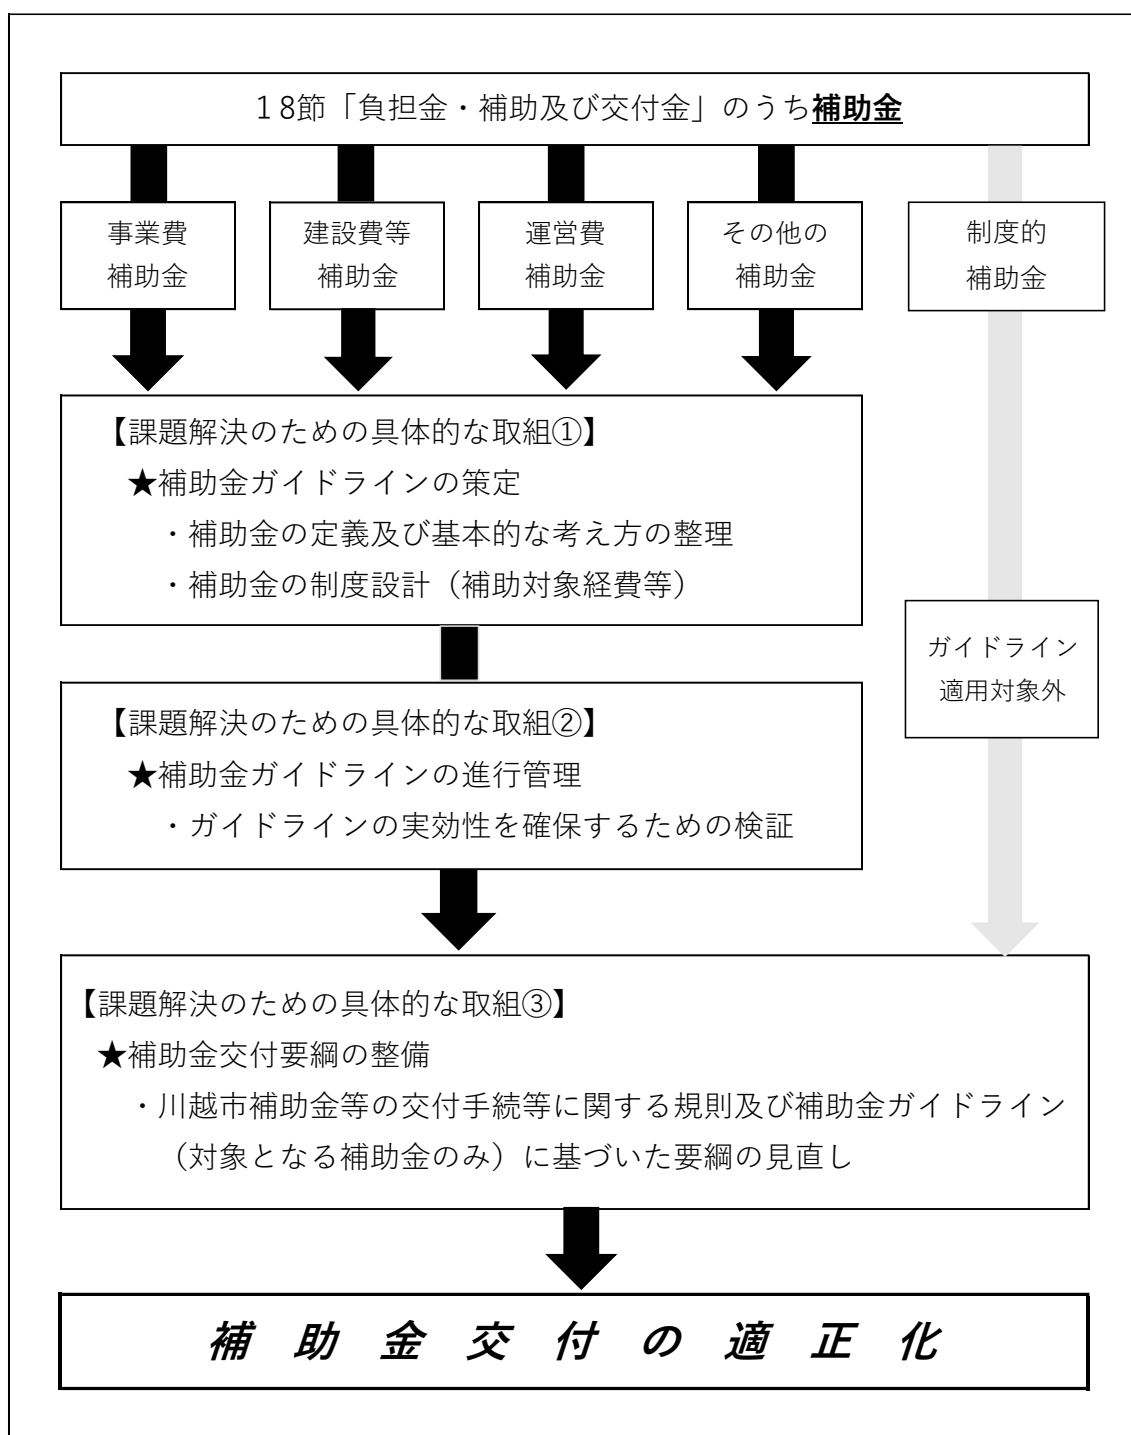 18節「負担金・補助及び交付金」のうち補助金
事業費
補助金
建設費等
補助金
運営費
補助金
その他の
補助金
制度的
補助金
【課題解決のための具体的な取組①】
★補助金ガイドラインの策定
・補助金の定義及び基本的な考え方の整理
・補助金の制度設計（補助対象経費等）
ガイドライン
適用対象外
【課題解決のための具体的な取組②】
★補助金ガイドラインの進行管理
・ガイドラインの実効性を確保するための検証
【課題解決のための具体的な取組③】
★補助金交付要綱の整備
・川越市補助金等の交付手続等に関する規則及び補助金ガイドライン
（対象となる補助金のみ）に基づいた要綱の見直し
補助金交付の適正化